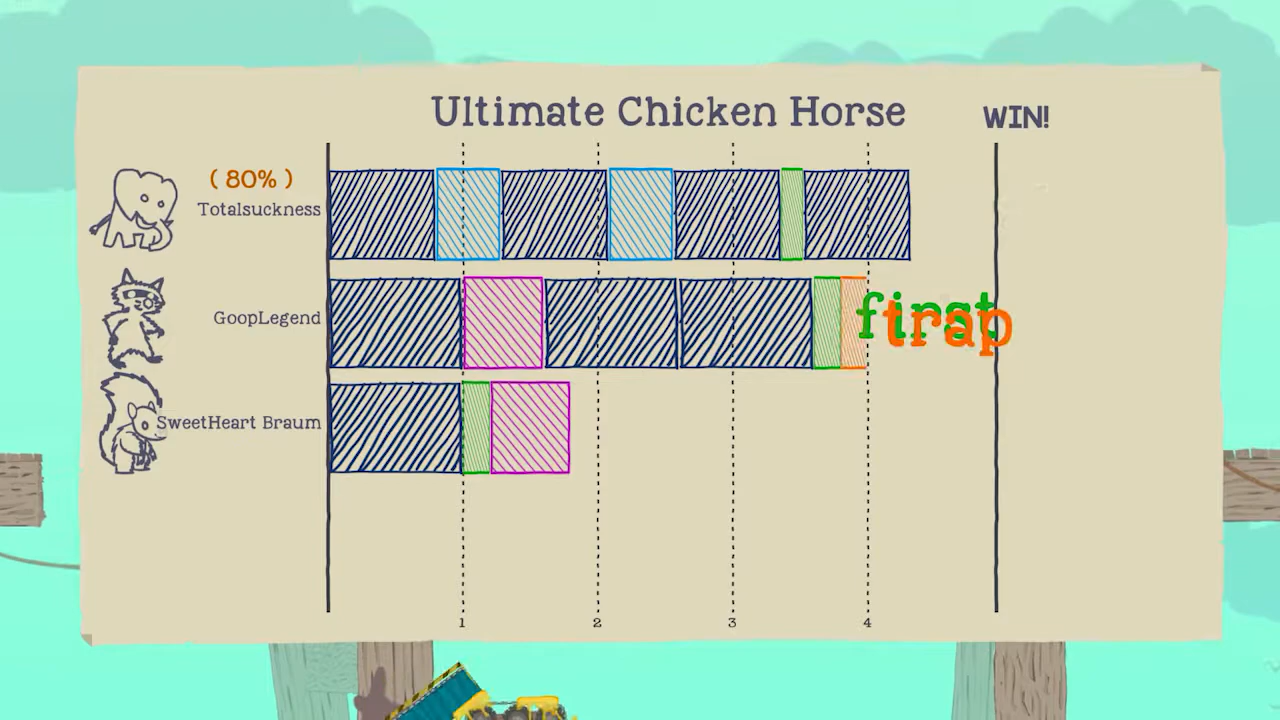 Ultimate Chicken Horse
WIN!
( 80% )
Totalsuckness
GoopLegend
first
trap
SweetHeart Braum
1 2 3 4